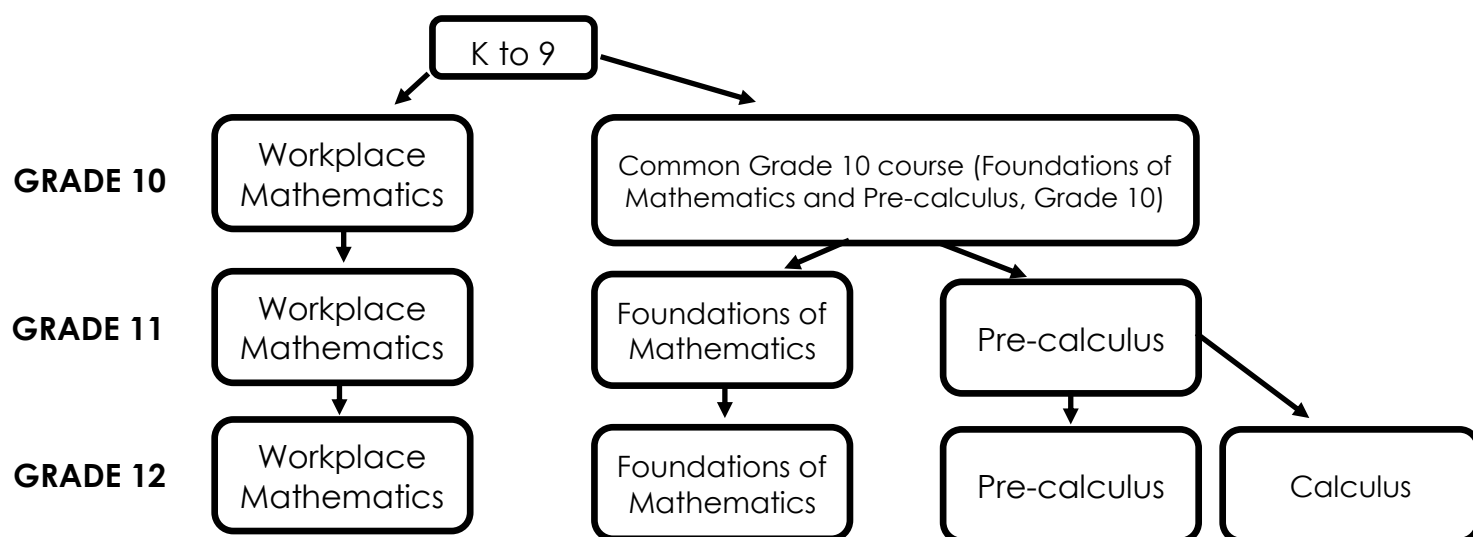 K to 9
GRADE 10
Workplace
Mathematics
Common Grade 10 course (Foundations of
Mathematics and Pre-calculus, Grade 10)
GRADE 11
Workplace
Mathematics
Foundations of
Mathematics
Pre-calculus
GRADE 12
Workplace
Mathematics
Foundations of
Mathematics
Pre-calculus
Calculus